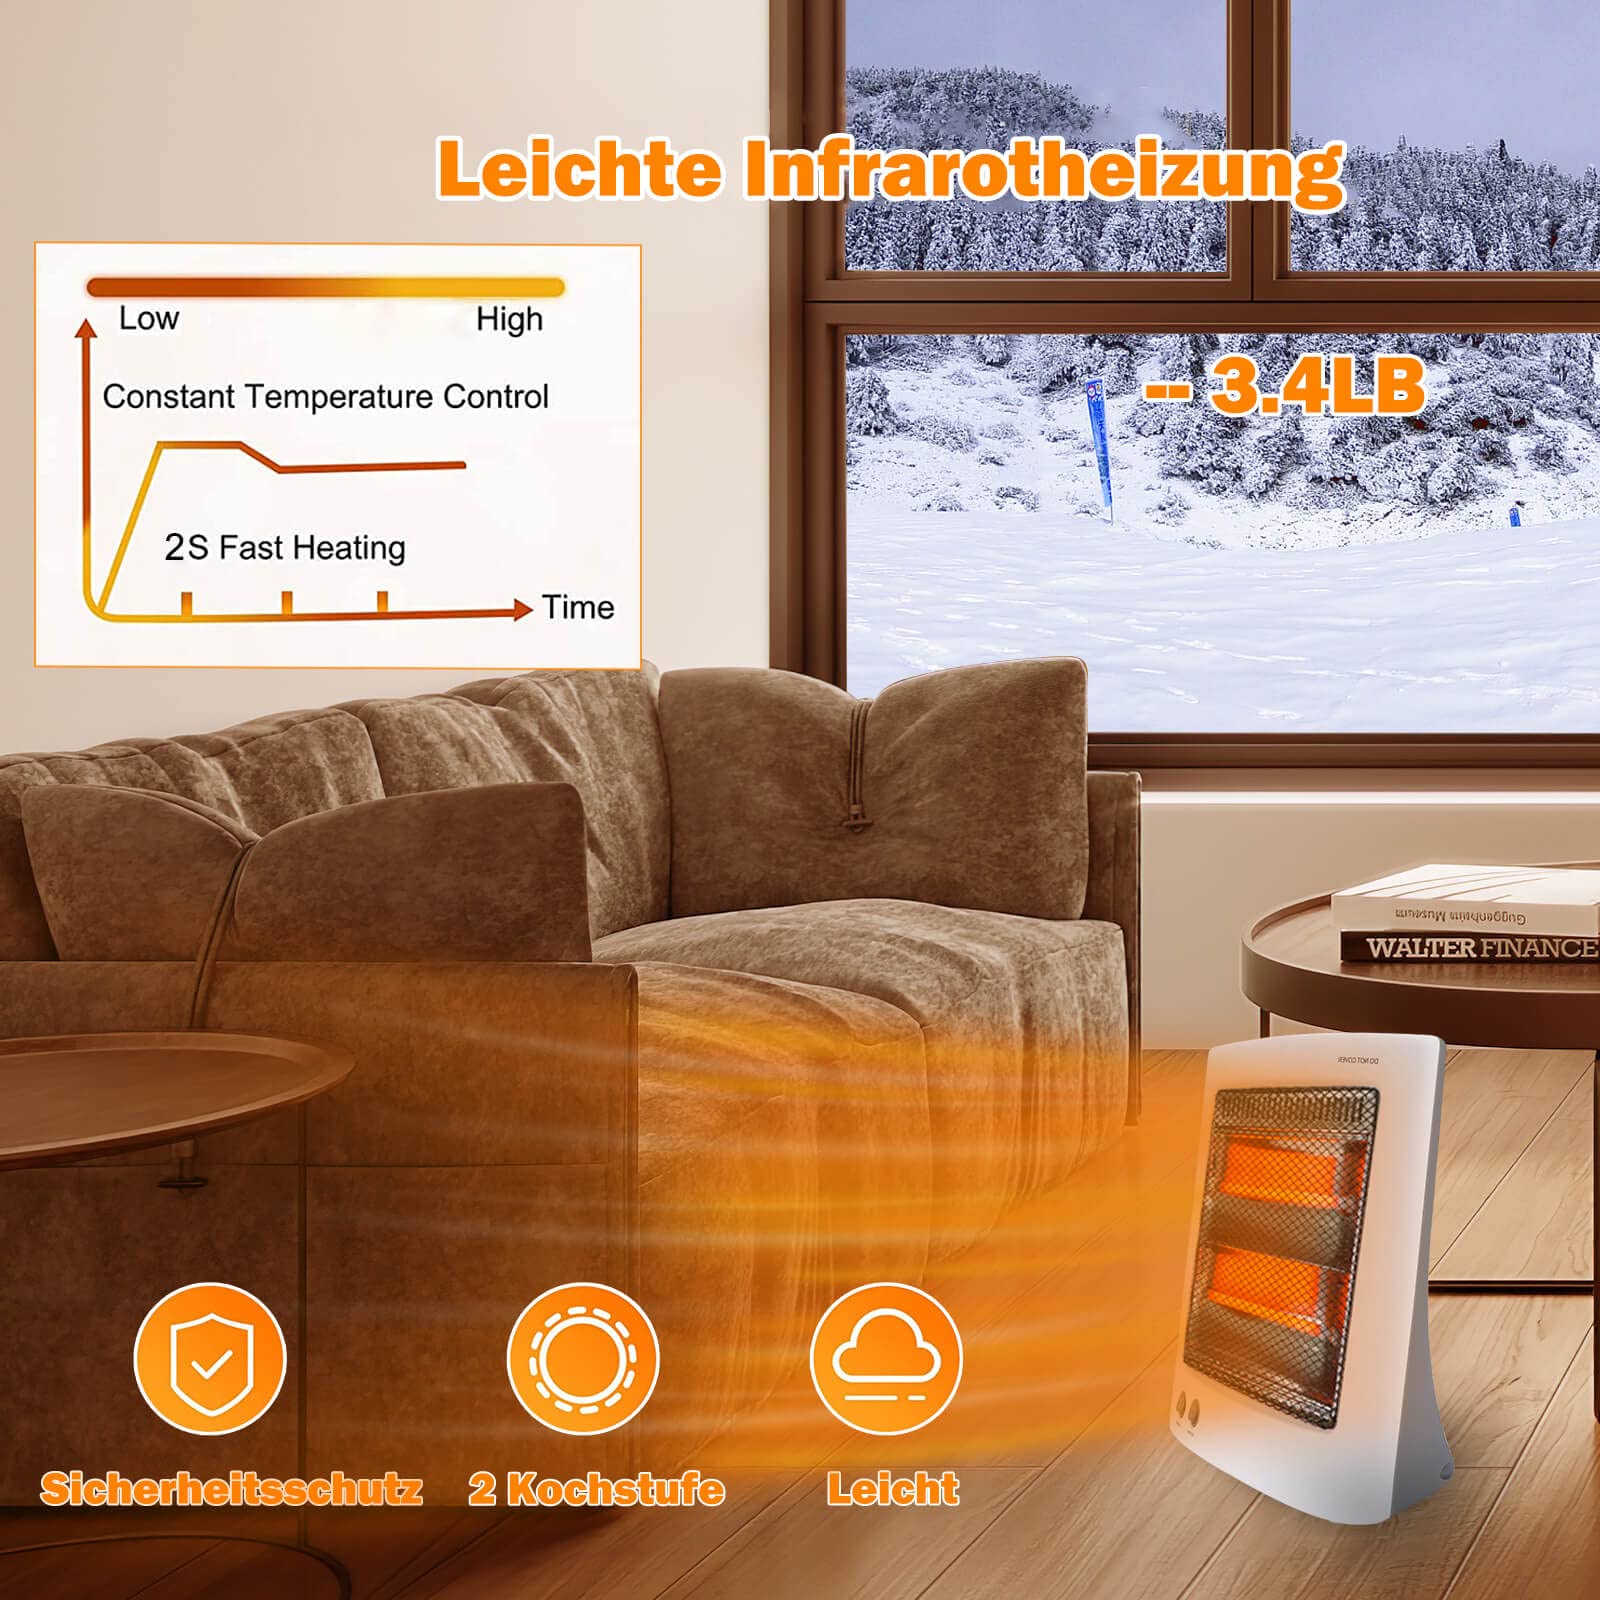 Leichte Infrarotheizung
-- 3.4LB
Low
High
Constant Temperature Control
2S Fast Heating
Time
Guggenheim Museum
WALTER FINANCE
DO NOT COVER
Sicherheitsschutz
2 Kochstufe
Leicht